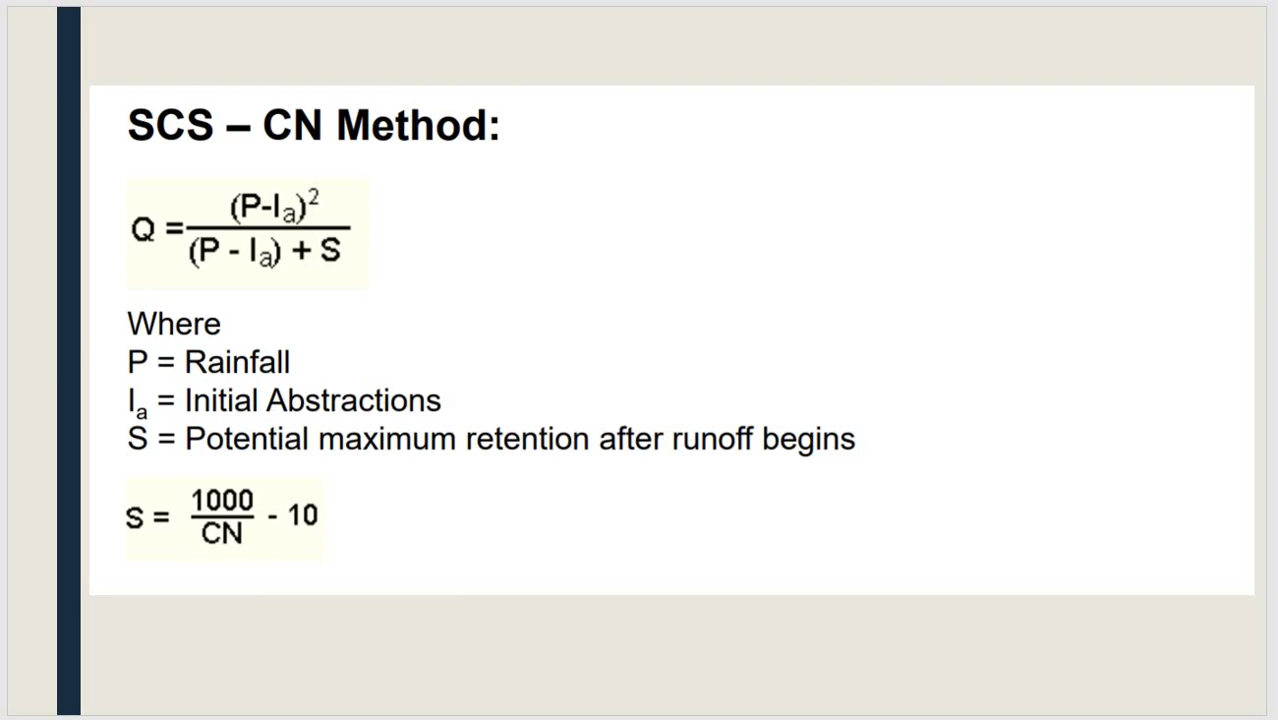 SCS – CN Method:
Q = (P-Iₐ)² / (P - Iₐ) + S
Where
P = Rainfall
Iₐ = Initial Abstractions
S = Potential maximum retention after runoff begins
S = 1000 / CN - 10